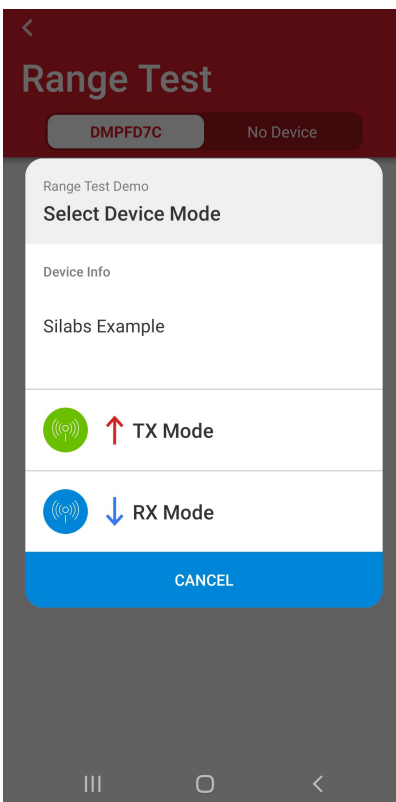 Range Test
DMPFD7C
No Device
Range Test Demo
Select Device Mode
Device Info
Silabs Example
TX Mode
RX Mode
CANCEL